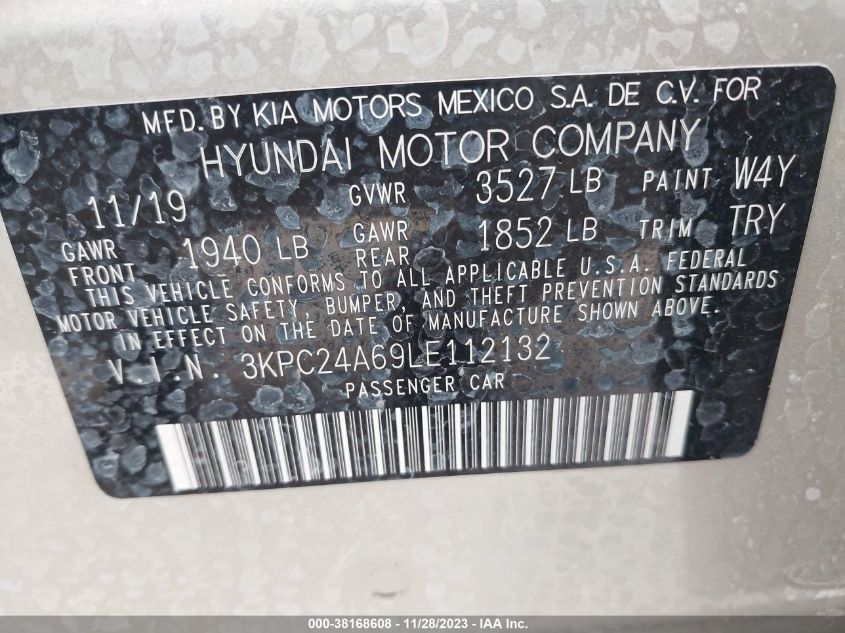 MFD. BY KIA MOTORS MEXICO S.A. DE C.V. FOR
HYUNDAI MOTOR COMPANY
11/19 GVWR 3527 LB PAINT W4Y
GAWR FRONT 1940 LB GAWR REAR 1852 LB TRIM TRY
THIS VEHICLE CONFORMS TO ALL APPLICABLE U.S.A. FEDERAL
MOTOR VEHICLE SAFETY, BUMPER, AND THEFT PREVENTION STANDARDS
IN EFFECT ON THE DATE OF MANUFACTURE SHOWN ABOVE.
V.I.N. 3KPC24A69LE112132
PASSENGER CAR
000-38168608 - 11/28/2023 - IAA Inc.